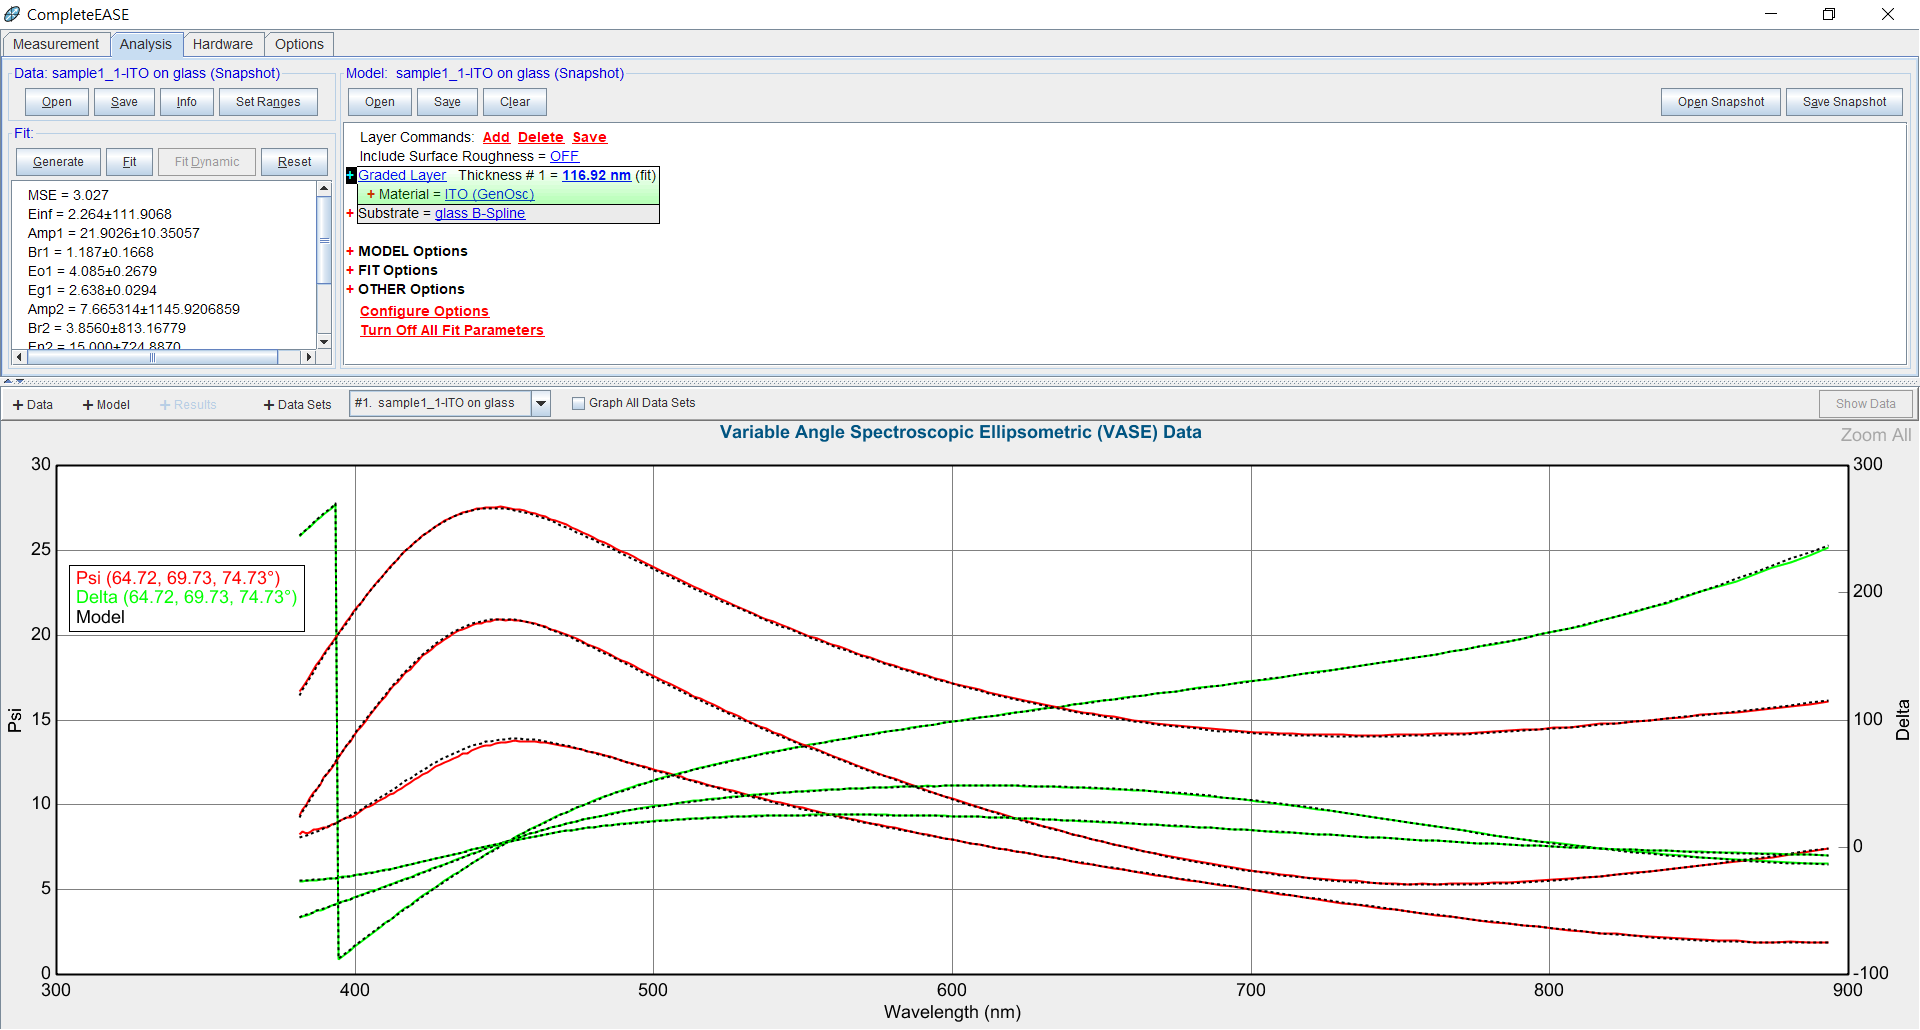 CompleteEASE
Measurement Analysis Hardware Options
Data: sample1_1-ITO on glass (Snapshot)
Open Save Info Set Ranges
Fit:
Generate Fit Fit Dynamic Reset
MSE = 3.027
Einf = 2.264±111.9068
Amp1 = 21.9026±10.35057
Br1 = 1.187±0.1668
Eo1 = 4.085±0.2679
Eg1 = 2.638±0.0294
Amp2 = 7.665314±1145.9206859
Br2 = 3.8560±813.16779
En2 = 15.000±724.8870
Model: sample1_1-ITO on glass (Snapshot)
Open Save Clear Open Snapshot Save Snapshot
Layer Commands: Add Delete Save
Include Surface Roughness = OFF
+ Graded Layer Thickness # 1 = 116.92 nm (fit)
+ Material = ITO (GenOsc)
+ Substrate = glass B-Spline
+ MODEL Options
+ FIT Options
+ OTHER Options
Configure Options
Turn Off All Fit Parameters
+ Data + Model + Results + Data Sets #1. sample1_1-ITO on glass Graph All Data Sets Show Data
Variable Angle Spectroscopic Ellipsometric (VASE) Data
Zoom All
30
25
20
15
10
5
0
Psi
Psi (64.72, 69.73, 74.73°)
Delta (64.72, 69.73, 74.73°)
Model
300
200
100
0
-100
Delta
300 400 500 600 700 800 900
Wavelength (nm)